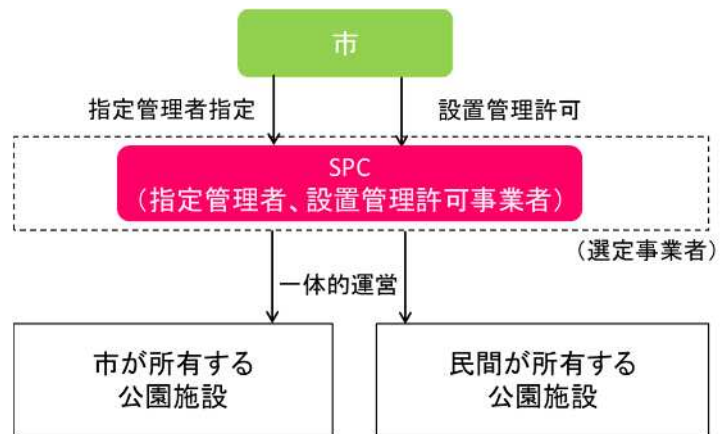 市
指定管理者指定
設置管理許可
SPC
（指定管理者、設置管理許可事業者）
（選定事業者）
一体的運営
市が所有する
公園施設
民間が所有する
公園施設